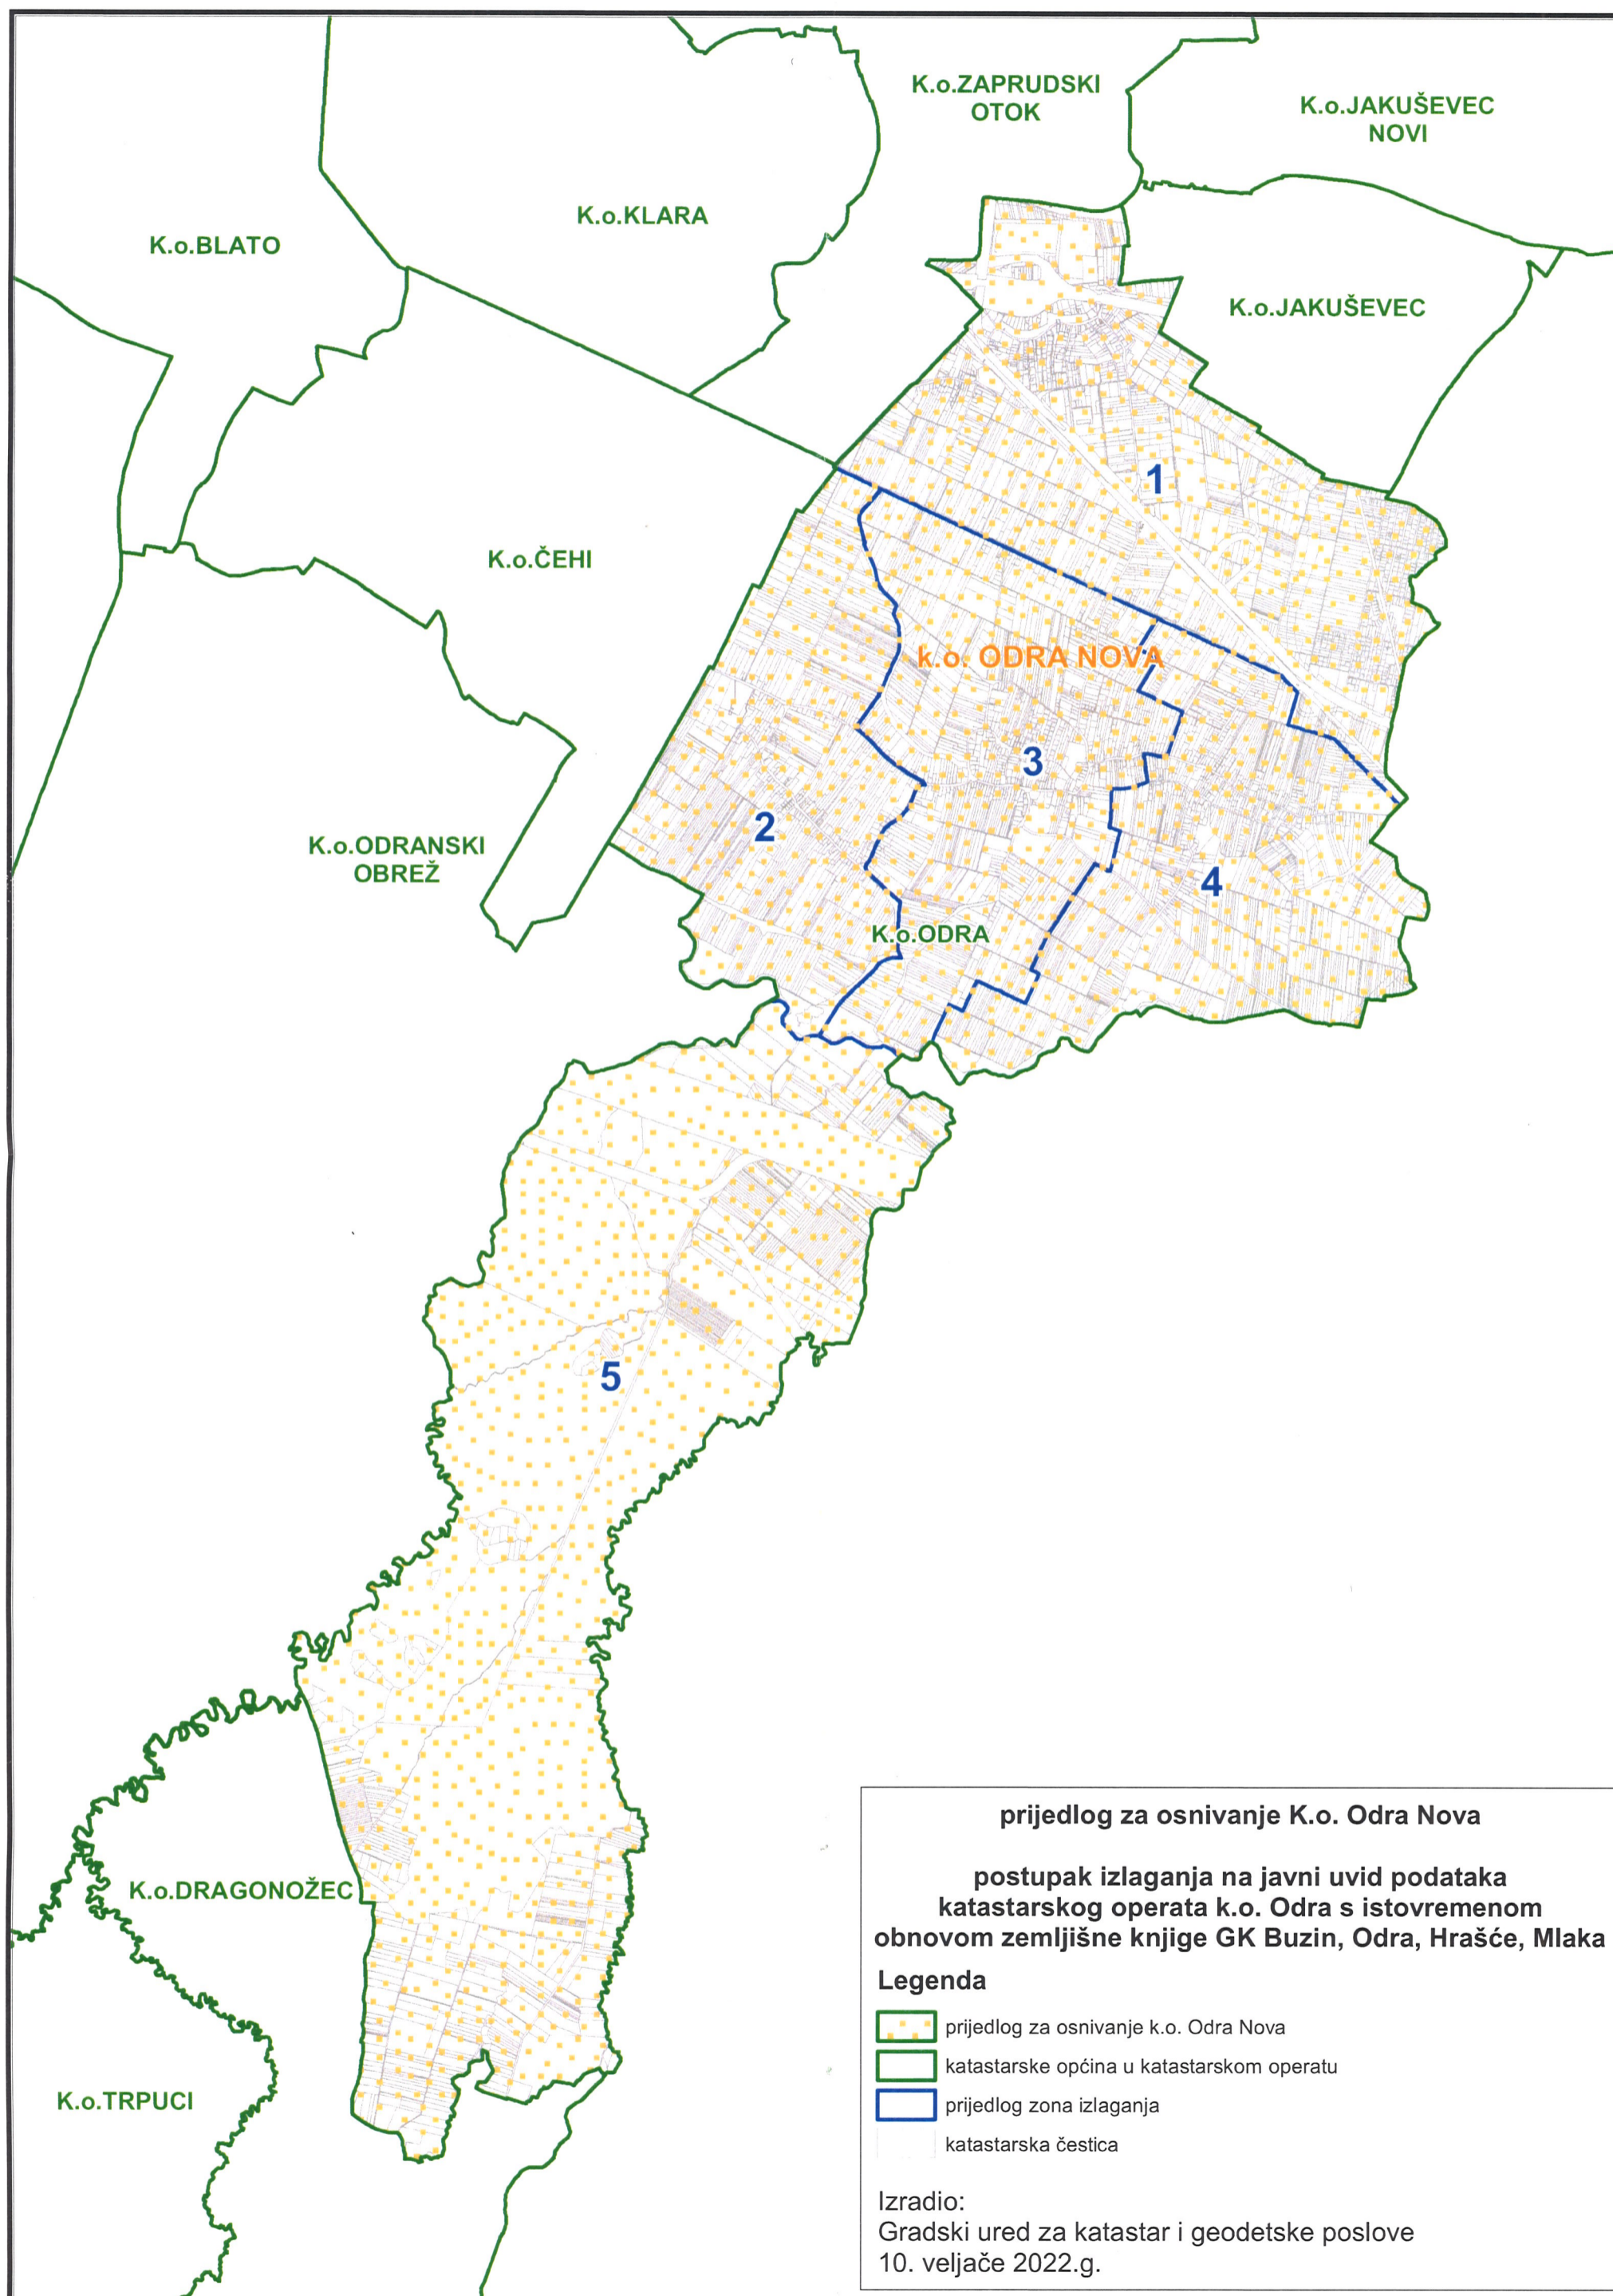 K.o.ZAPRUDSKI
OTOK
K.o.JAKUŠEVEC
NOVI
K.o.KLARA
K.o.BLATO
K.o.JAKUŠEVEC
1
K.o.ČEHI
k.o. ODRA NOVA
3
2
K.o.ODRANSKI
OBREŽ
4
K.o.ODRA
5
K.o.DRAGONOŽEC
K.o.TRPUCI
prijedlog za osnivanje K.o. Odra Nova
postupak izlaganja na javni uvid podataka
katastarskog operata k.o. Odra s istovremenom
obnovom zemljišne knjige GK Buzin, Odra, Hrašće, Mlaka
Legenda
prijedlog za osnivanje k.o. Odra Nova
katastarske općina u katastarskom operatu
prijedlog zona izlaganja
katastarska čestica
Izradio:
Gradski ured za katastar i geodetske poslove
10. veljače 2022.g.